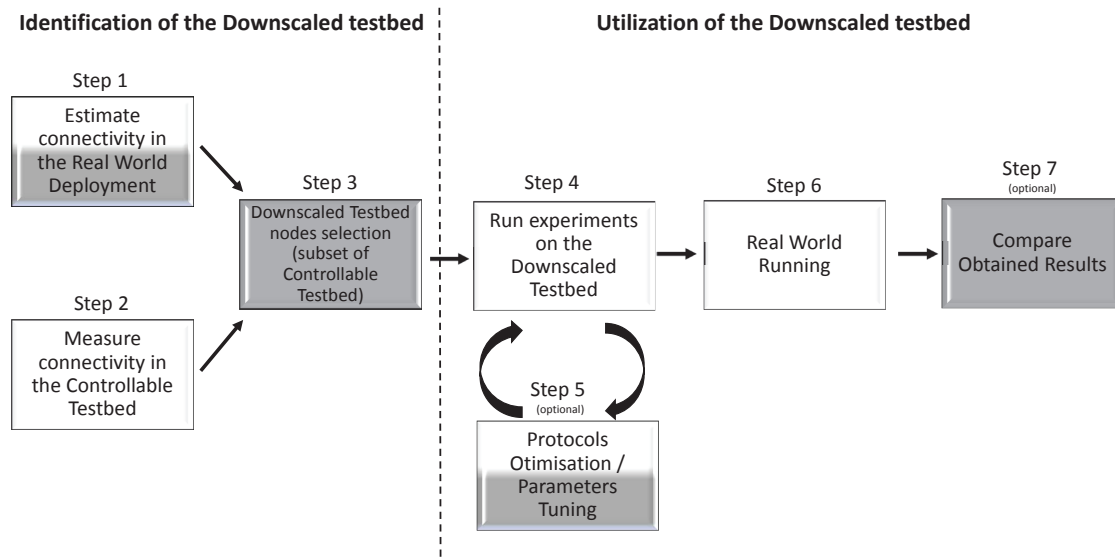 Identification of the Downscaled testbed
Step 1
Estimate
connectivity in
the Real World
Deployment
Step 2
Measure
connectivity in
the Controllable
Testbed
Step 3
Downscaled Testbed
nodes selection
(subset of
Controllable
Testbed)
Utilization of the Downscaled testbed
Step 4
Run experiments
on the
Downscaled
Testbed
Step 5
(optional)
Protocols
Otimisation /
Parameters
Tuning
Step 6
Real World
Running
Step 7
(optional)
Compare
Obtained Results